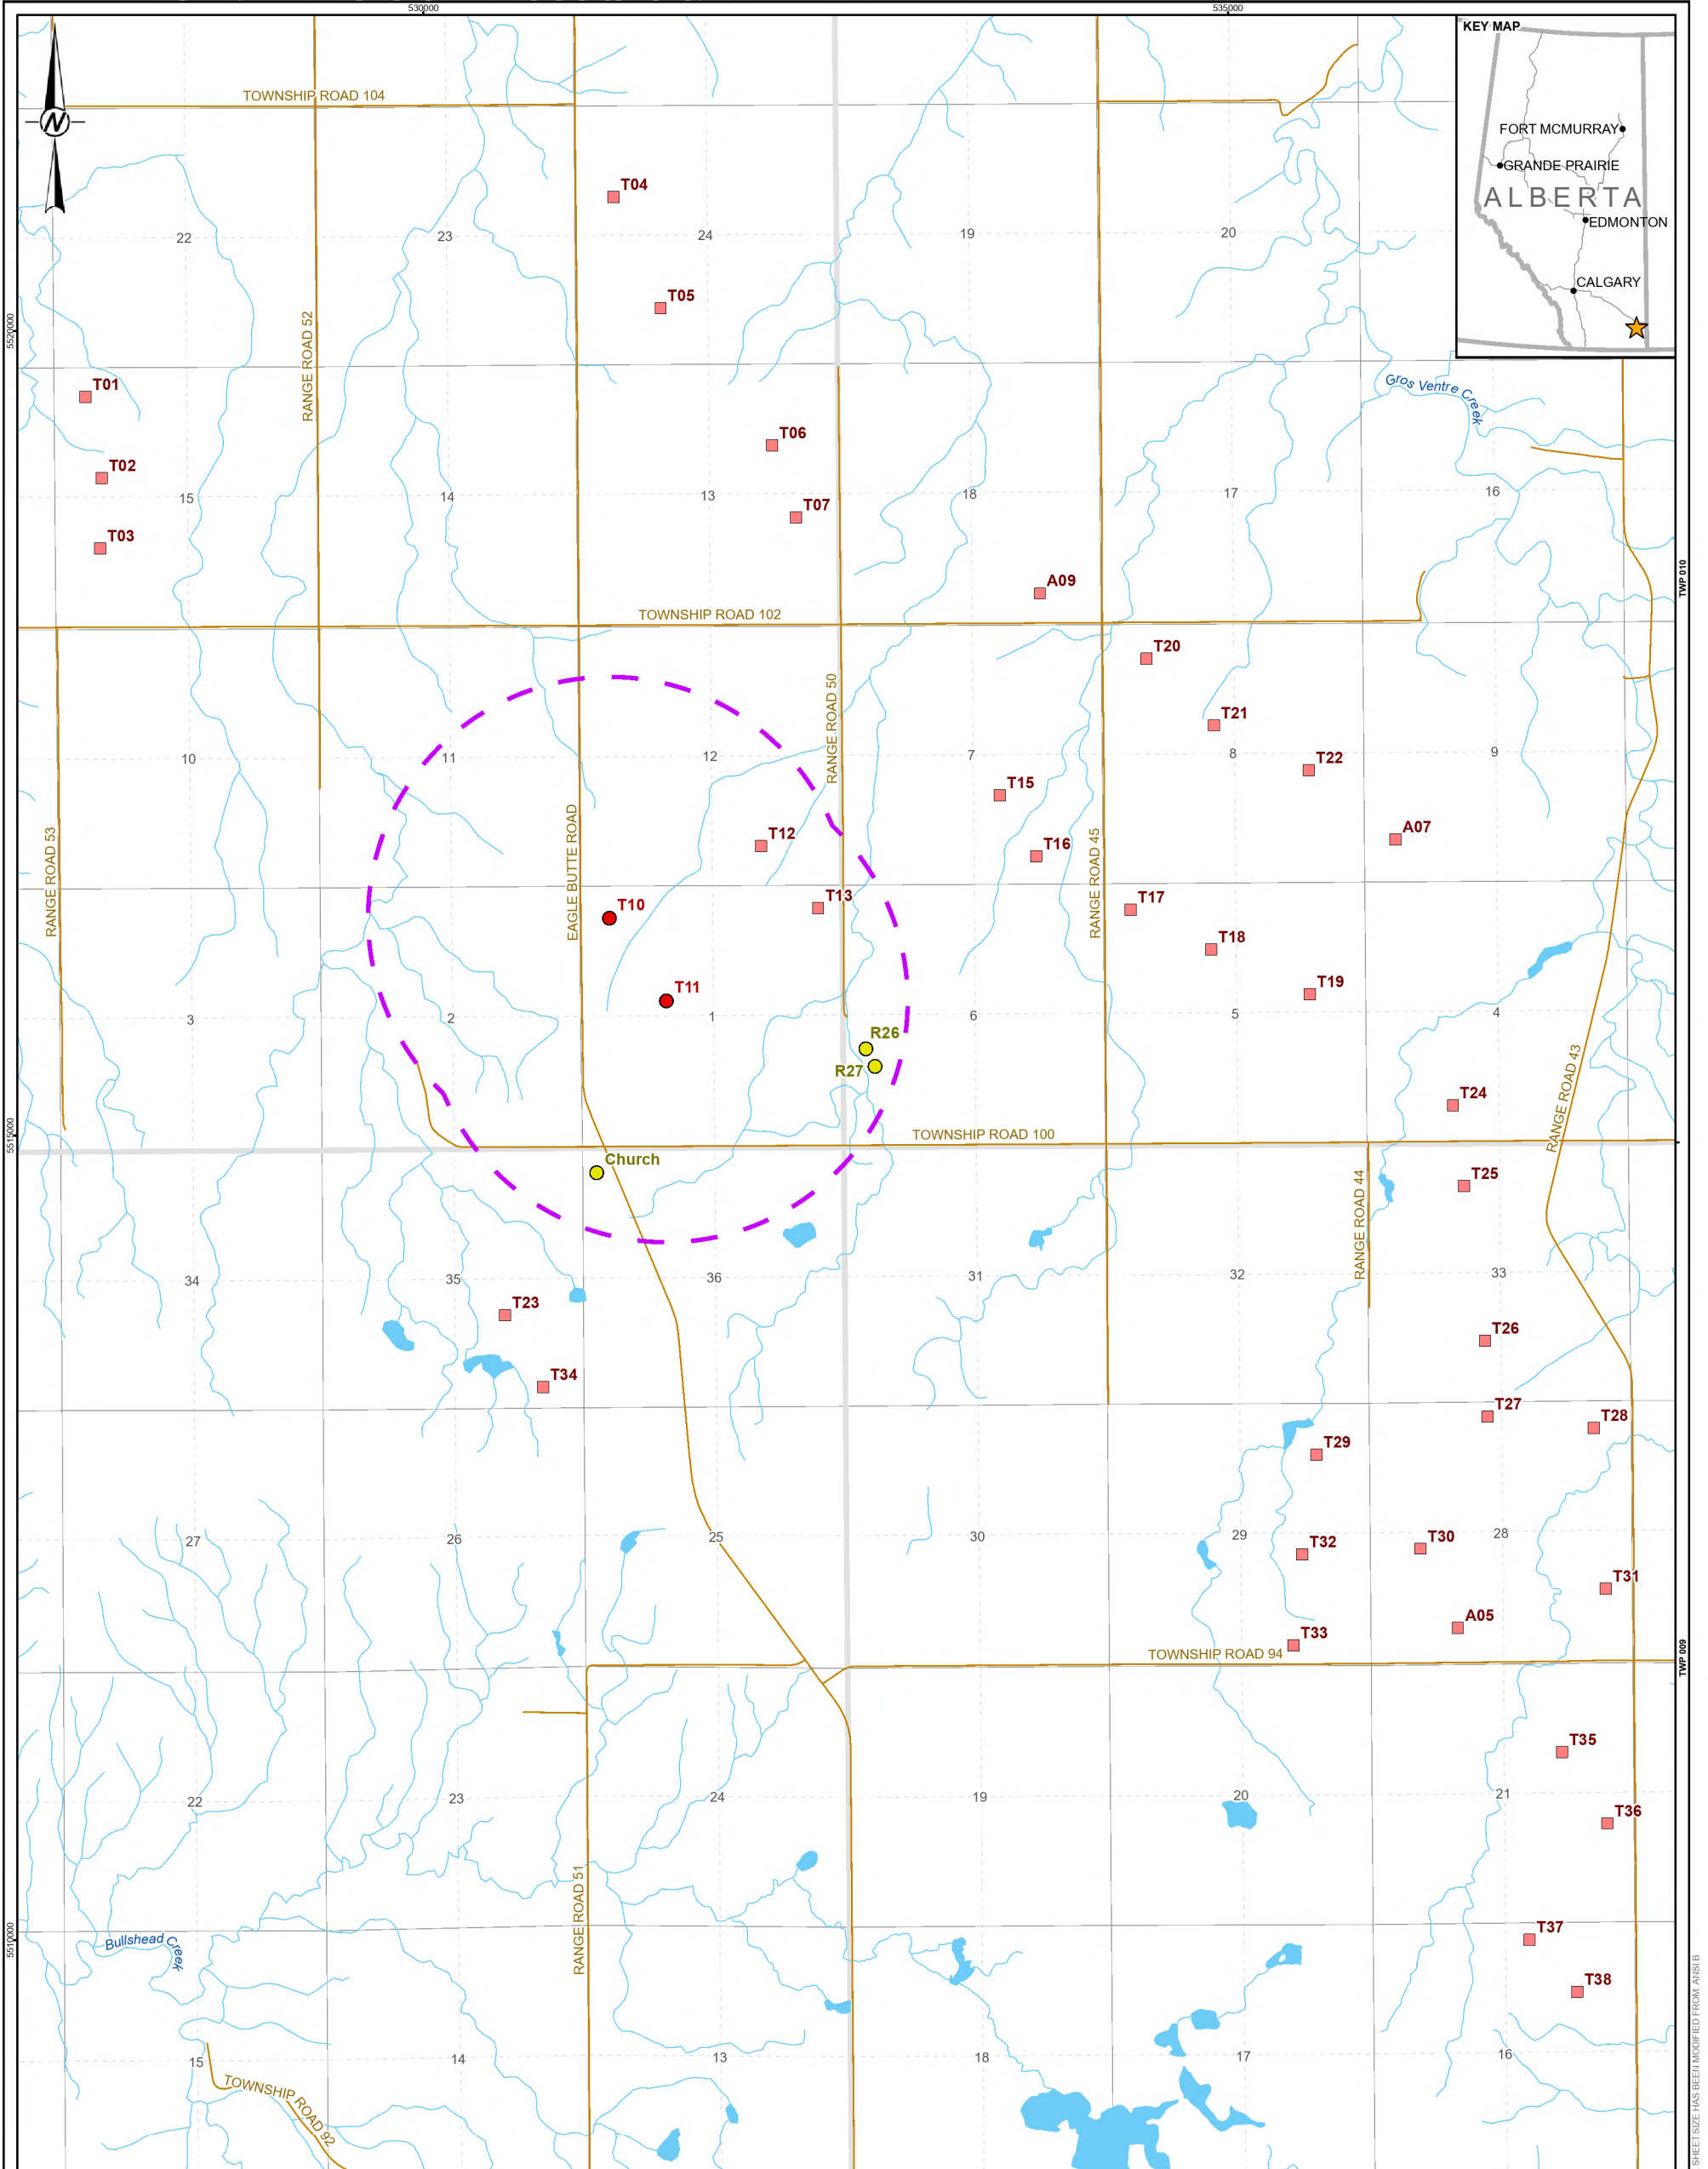 530000
535000
KEY MAP
FORT MCMURRAY
GRANDE PRAIRIE
ALBERTA
EDMONTON
CALGARY
N
TOWNSHIP ROAD 104
T04
22
23
24
19
20
T05
RANGE ROAD 52
5520000
T01
Gros Ventre Creek
T06
T02
15
14
13
18
17
16
T07
T03
A09
TWP 010
TOWNSHIP ROAD 102
T20
RANGE ROAD 50
T21
10
11
12
7
8
9
T22
T15
T12
A07
T16
RANGE ROAD 53
EAGLE BUTTE ROAD
RANGE ROAD 45
T10
T13
T17
T18
T11
T19
3
2
1
6
5
4
R26
R27
RANGE ROAD 43
T24
5515000
TOWNSHIP ROAD 100
Church
T25
RANGE ROAD 44
34
35
36
31
32
33
T23
T26
T34
T27
T28
T29
27
26
25
30
29
28
T32
T30
T31
A05
T33
TOWNSHIP ROAD 94
TWP 009
T35
22
23
24
19
20
21
T36
RANGE ROAD 51
5510000
Bullshead Creek
T37
T38
15
14
13
18
17
16
TOWNSHIP ROAD 92
SHEET SIZE HAS BEEN MODIFIED FROM: ANSI B